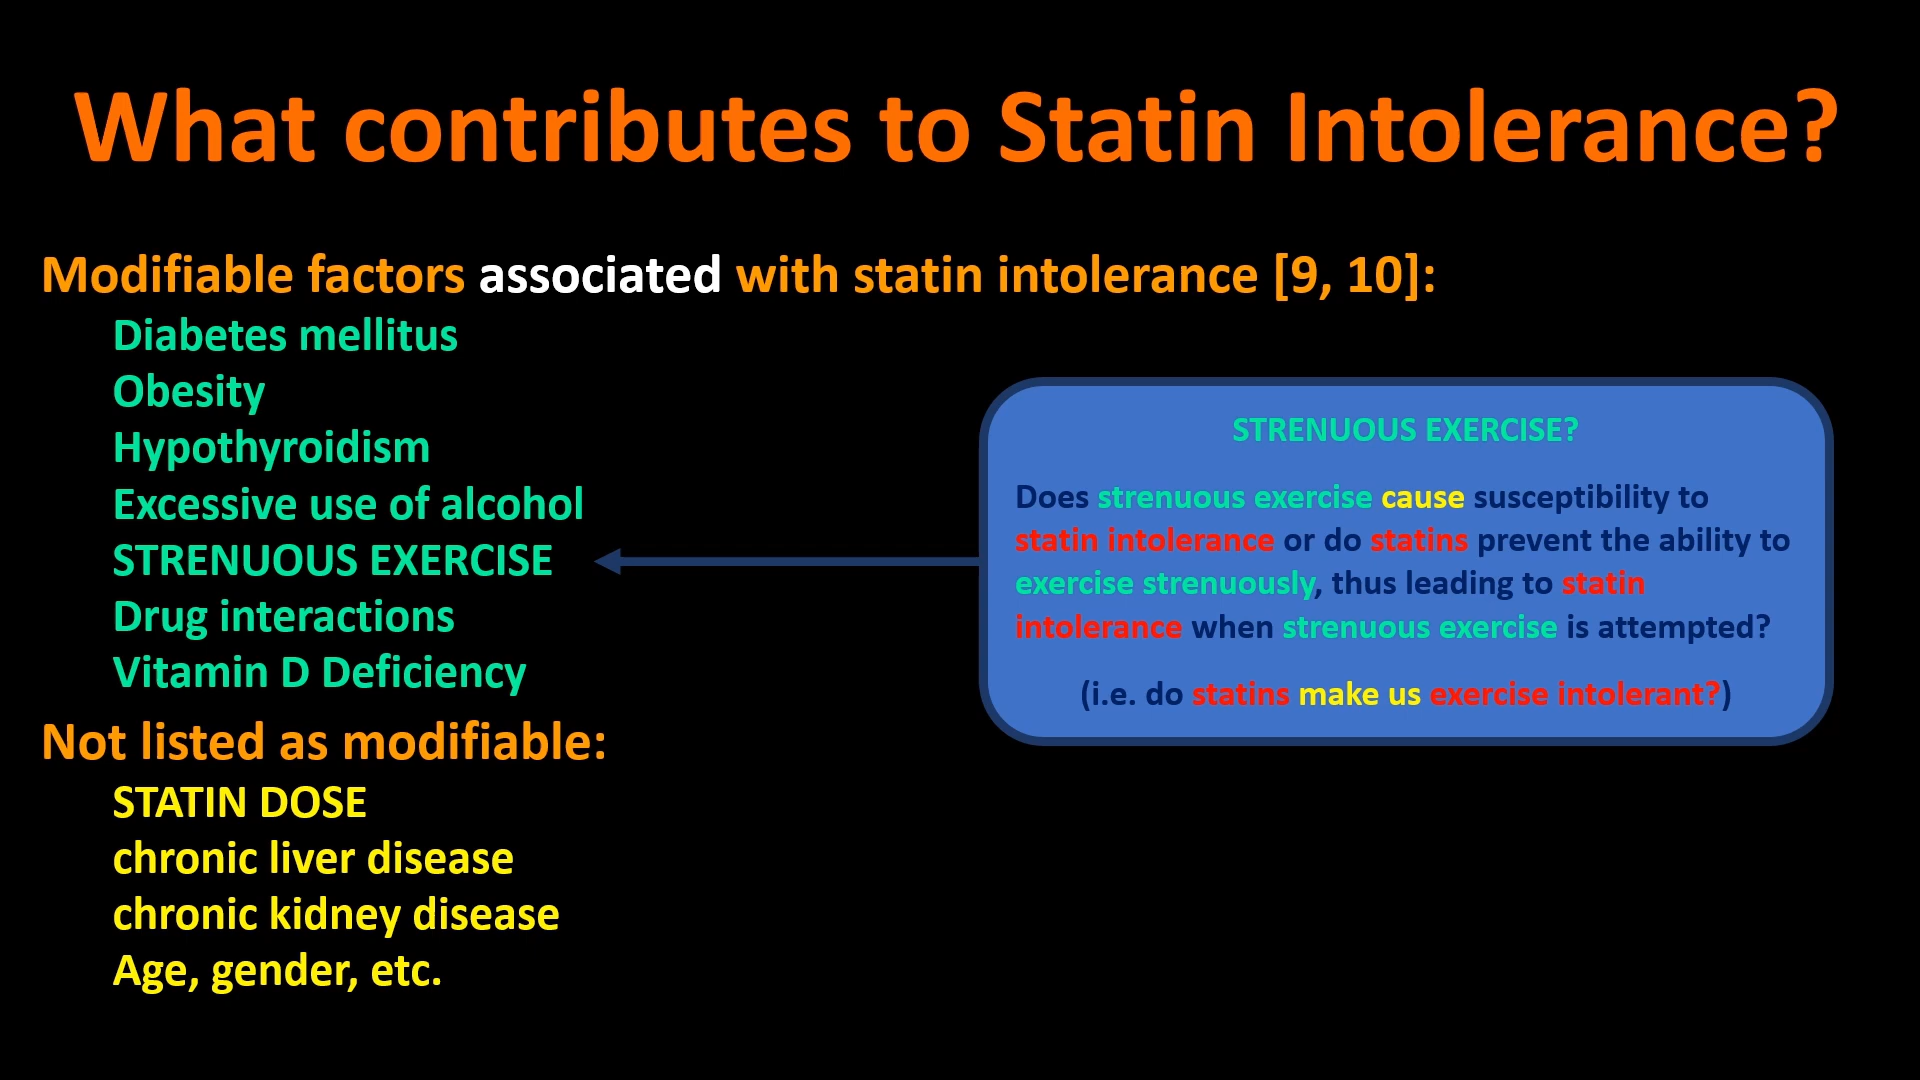 What contributes to Statin Intolerance?
Modifiable factors associated with statin intolerance [9, 10]:
Diabetes mellitus
Obesity
Hypothyroidism
Excessive use of alcohol
STRENUOUS EXERCISE
Drug interactions
Vitamin D Deficiency
Not listed as modifiable:
STATIN DOSE
chronic liver disease
chronic kidney disease
Age, gender, etc.
STRENUOUS EXERCISE?
Does strenuous exercise cause susceptibility to
statin intolerance or do statins prevent the ability to
exercise strenuously, thus leading to statin
intolerance when strenuous exercise is attempted?
(i.e. do statins make us exercise intolerant?)